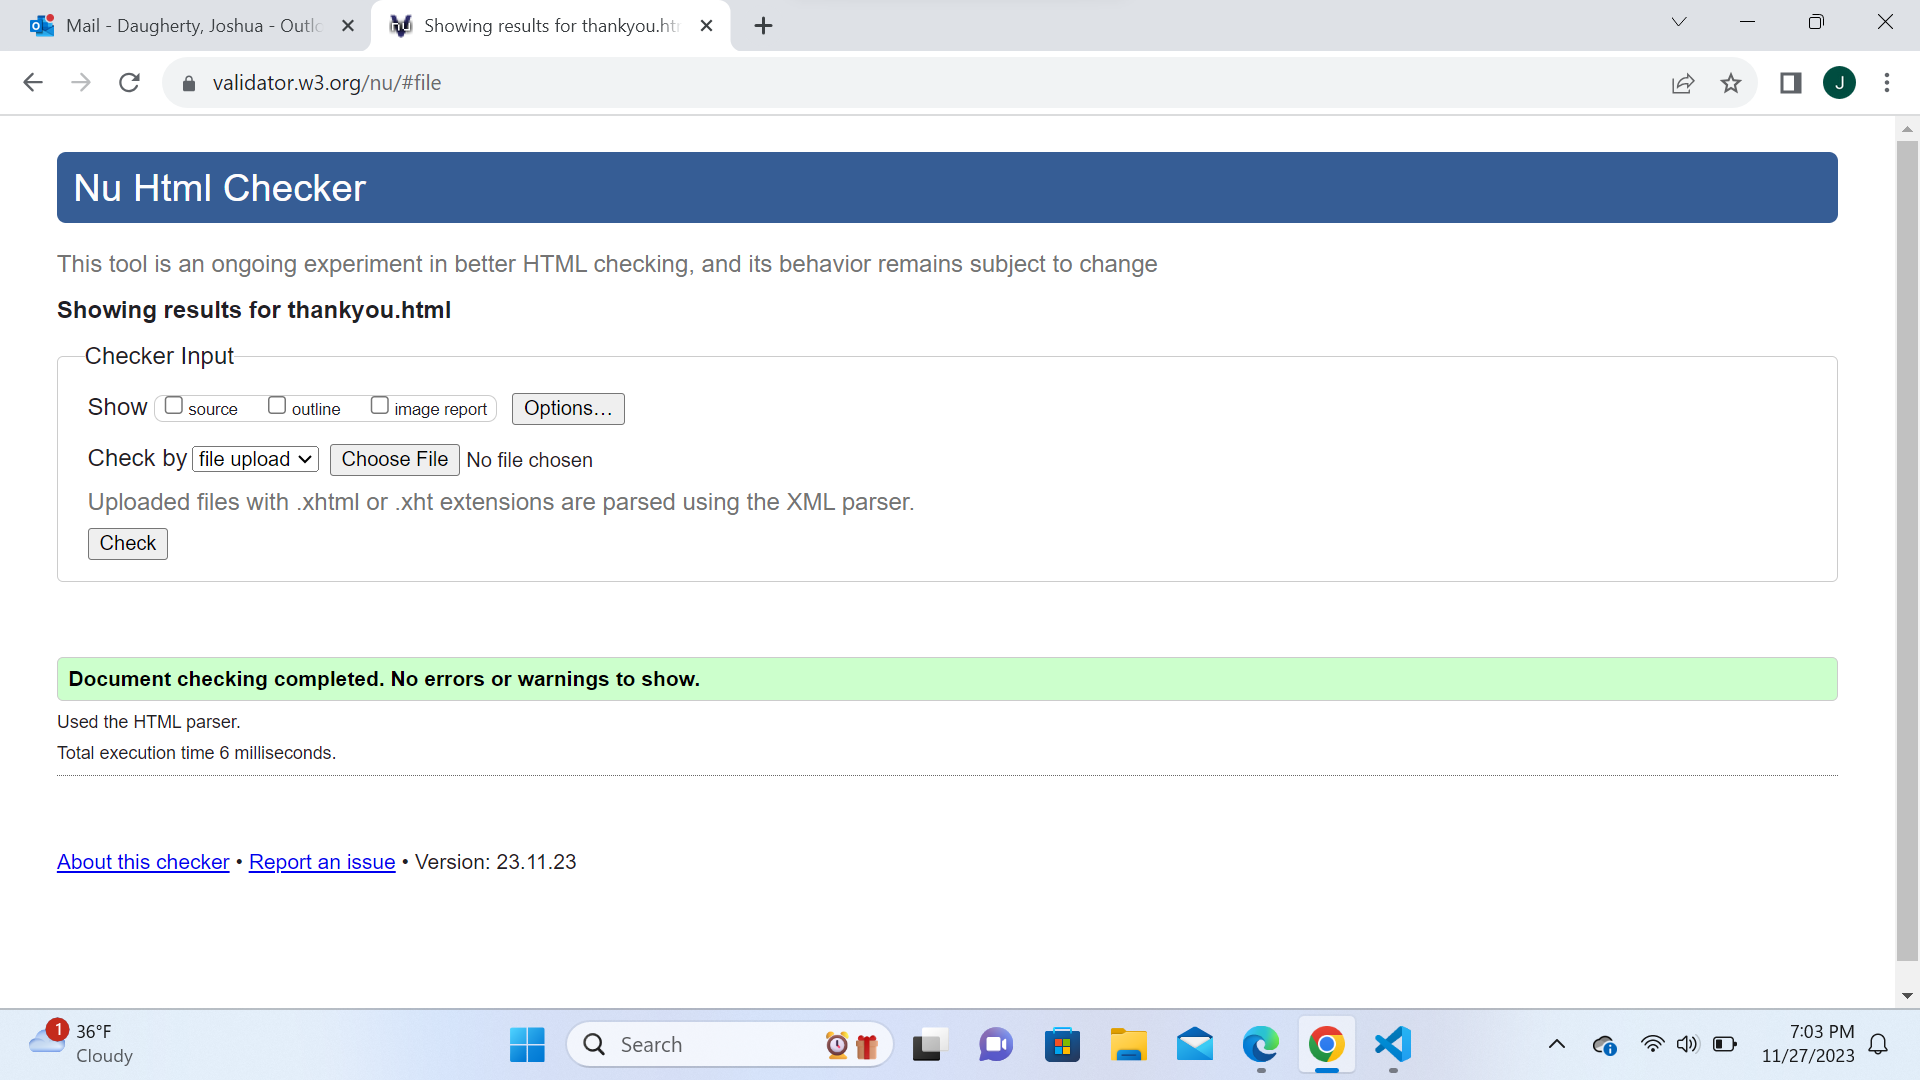 Mail - Daugherty, Joshua - Outlo
Showing results for thankyou.htm
validator.w3.org/nu/#file
J
Nu Html Checker
This tool is an ongoing experiment in better HTML checking, and its behavior remains subject to change
Showing results for thankyou.html
Checker Input
Show source outline image report Options...
Check by file upload Choose File No file chosen
Uploaded files with .xhtml or .xht extensions are parsed using the XML parser.
Check
Document checking completed. No errors or warnings to show.
Used the HTML parser.
Total execution time 6 milliseconds.
About this checker • Report an issue • Version: 23.11.23
1
36°F
Cloudy
Search
7:03 PM
11/27/2023